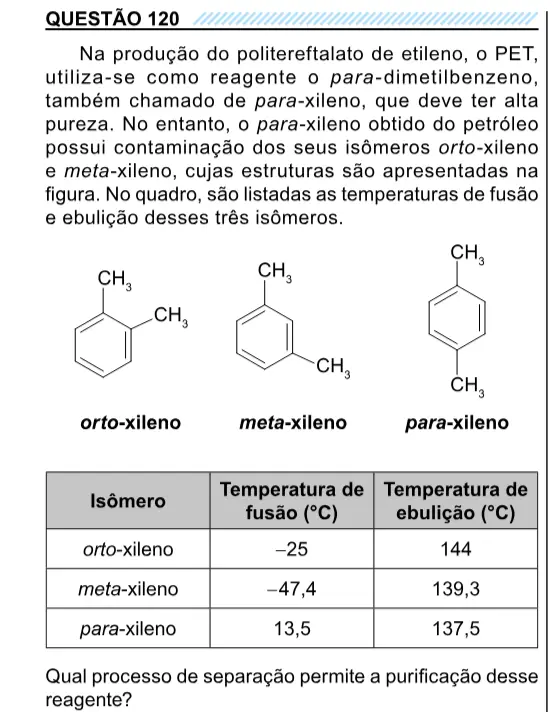 QUESTÃO 120
Na produção do politereftalato de etileno, o PET,
utiliza-se como reagente o para-dimetilbenzeno,
também chamado de para-xileno, que deve ter alta
pureza. No entanto, o para-xileno obtido do petróleo
possui contaminação dos seus isômeros orto-xileno
e meta-xileno, cujas estruturas são apresentadas na
figura. No quadro, são listadas as temperaturas de fusão
e ebulição desses três isômeros.
CH₃
CH₃
orto-xileno
CH₃
CH₃
meta-xileno
CH₃
CH₃
para-xileno
Isômero
Temperatura de
fusão (°C)
Temperatura de
ebulição (°C)
orto-xileno −25 144
meta-xileno −47,4 139,3
para-xileno 13,5 137,5
Qual processo de separação permite a purificação desse
reagente?